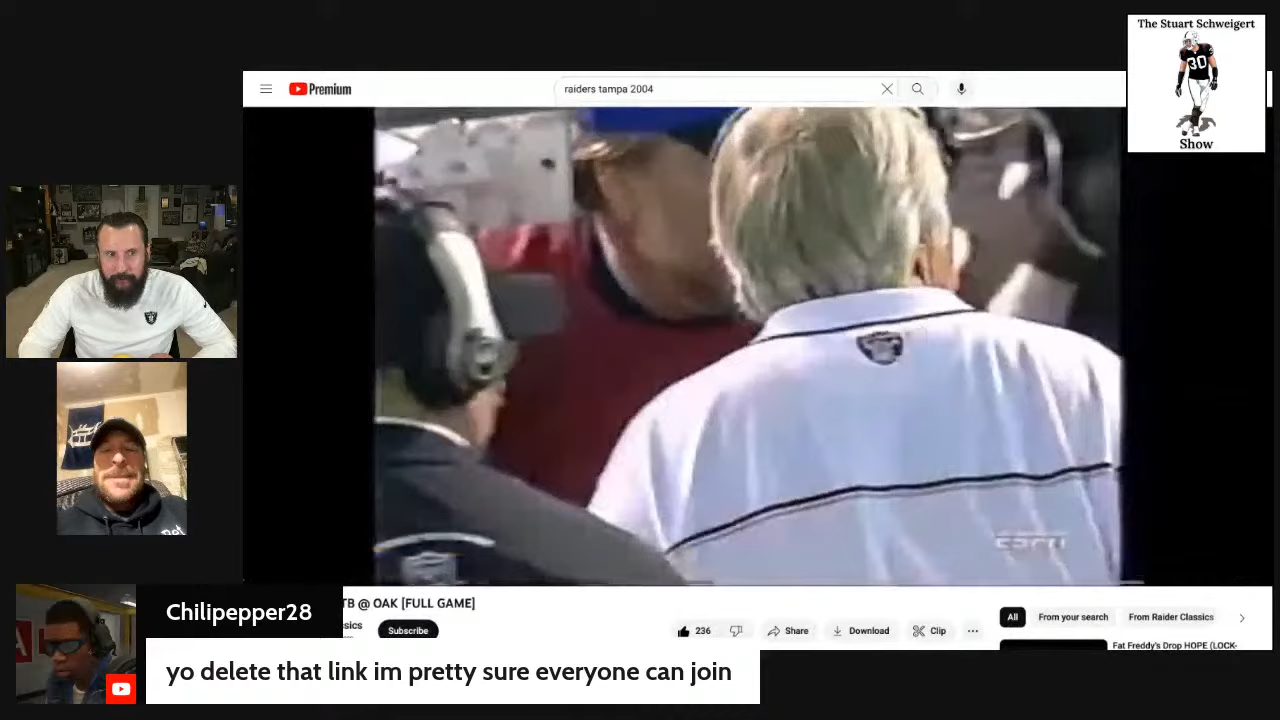 The Stuart Schweigert
30
Show
Premium
raiders tampa 2004
ESPN
TB @ OAK [FULL GAME]
ssics
Subscribe
236
Share
Download
Clip
All
From your search
From Raider Classics
Fat Freddy's Drop HOPE (LOCK-
Chilipepper28
yo delete that link im pretty sure everyone can join